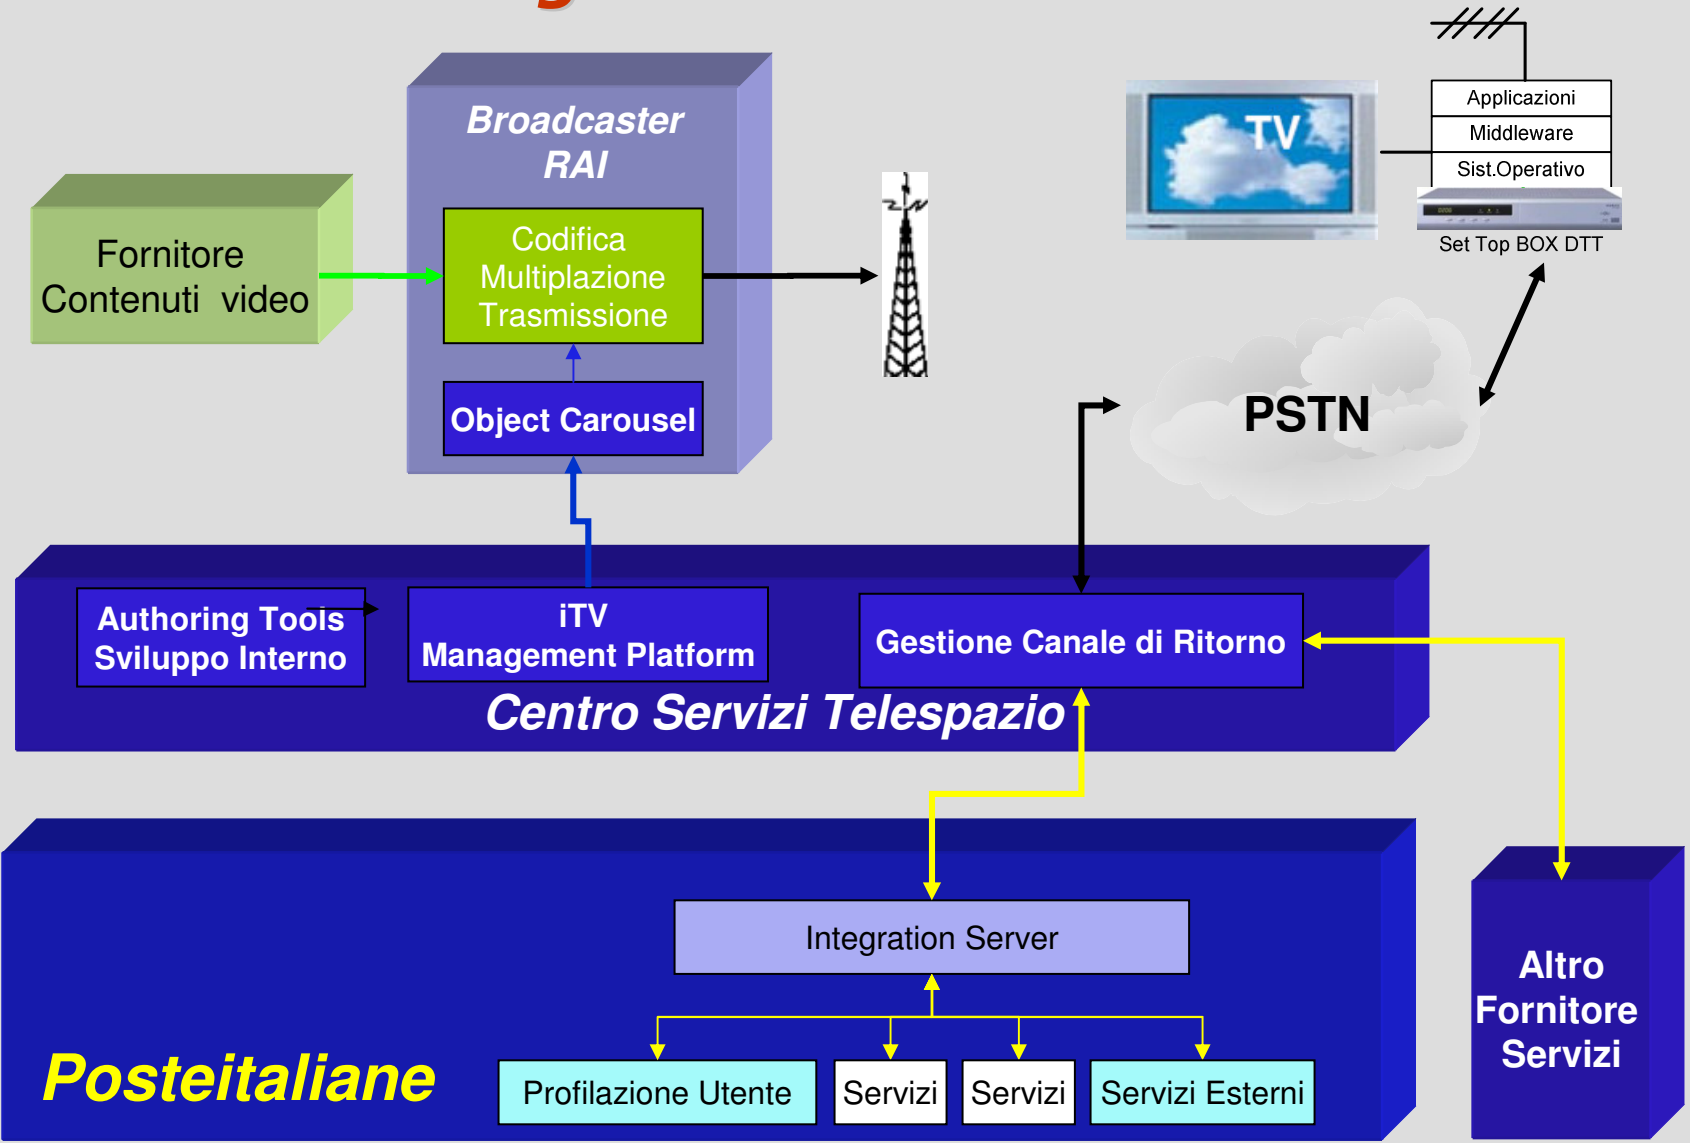 Broadcaster
RAI
TV
Applicazioni
Middleware
Sist.Operativo
Set Top BOX DTT
Fornitore
Contenuti video
Codifica
Multiplazione
Trasmissione
Object Carousel
PSTN
Authoring Tools
Sviluppo Interno
iTV
Management Platform
Gestione Canale di Ritorno
Centro Servizi Telespazio
Integration Server
Altro
Fornitore
Servizi
Posteitaliane
Profilazione Utente
Servizi
Servizi
Servizi Esterni